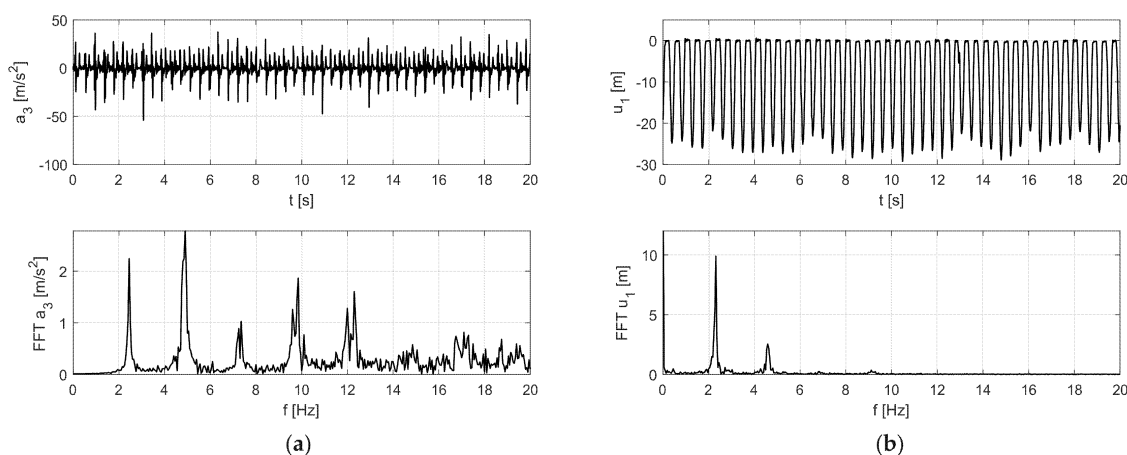 50
0
-50
-100
a3 [m/s2]
0 2 4 6 8 10 12 14 16 18 20
t [s]
2
1
0
FFT a3 [m/s2]
0 2 4 6 8 10 12 14 16 18 20
f [Hz]
(a)
0
-10
-20
-30
u1 [m]
0 2 4 6 8 10 12 14 16 18 20
t [s]
10
5
0
FFT u1 [m]
0 2 4 6 8 10 12 14 16 18 20
f [Hz]
(b)